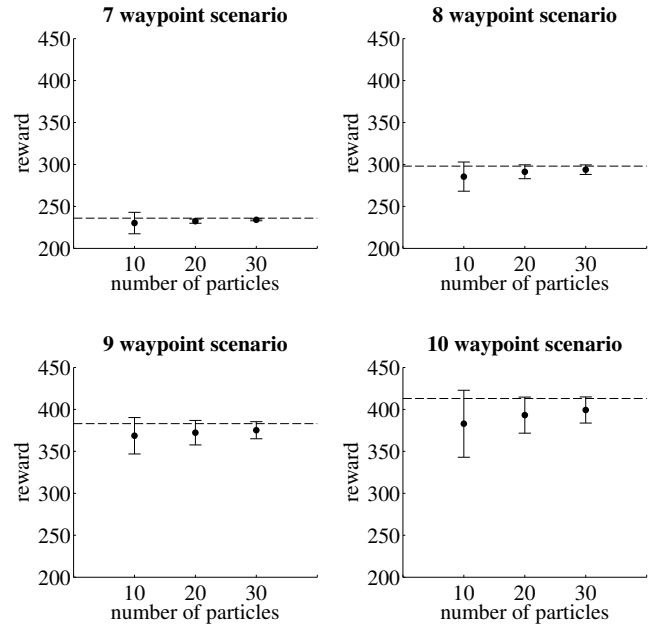 7 waypoint scenario
450
400
350
300
250
200
reward
10 20 30
number of particles
8 waypoint scenario
450
400
350
300
250
200
reward
10 20 30
number of particles
9 waypoint scenario
450
400
350
300
250
200
reward
10 20 30
number of particles
10 waypoint scenario
450
400
350
300
250
200
reward
10 20 30
number of particles